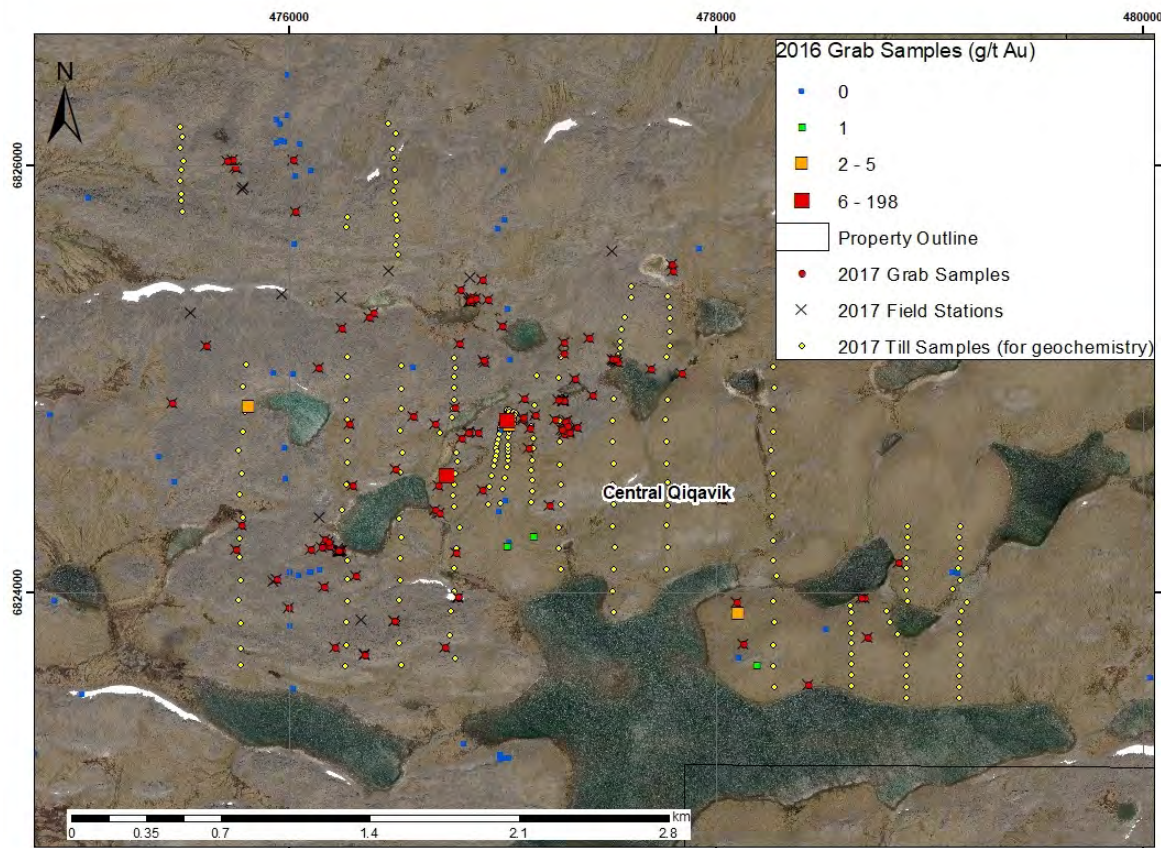 476000
478000
480000
N
6826000
6824000
2016 Grab Samples (g/t Au)
0
1
2 - 5
6 - 198
Property Outline
2017 Grab Samples
2017 Field Stations
2017 Till Samples (for geochemistry)
Central Qiqavik
km
0 0.35 0.7 1.4 2.1 2.8